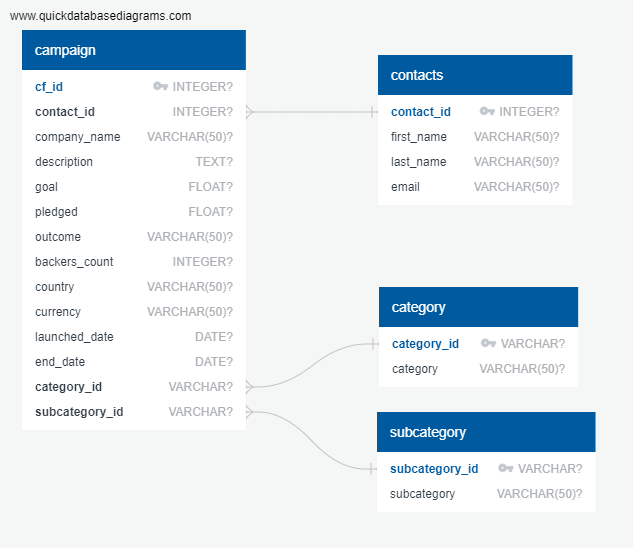 www.quickdatabasediagrams.com
campaign
cf_id INTEGER?
contact_id INTEGER?
company_name VARCHAR(50)?
description TEXT?
goal FLOAT?
pledged FLOAT?
outcome VARCHAR(50)?
backers_count INTEGER?
country VARCHAR(50)?
currency VARCHAR(50)?
launched_date DATE?
end_date DATE?
category_id VARCHAR?
subcategory_id VARCHAR?
contacts
contact_id INTEGER?
first_name VARCHAR(50)?
last_name VARCHAR(50)?
email VARCHAR(50)?
category
category_id VARCHAR?
category VARCHAR(50)?
subcategory
subcategory_id VARCHAR?
subcategory VARCHAR(50)?